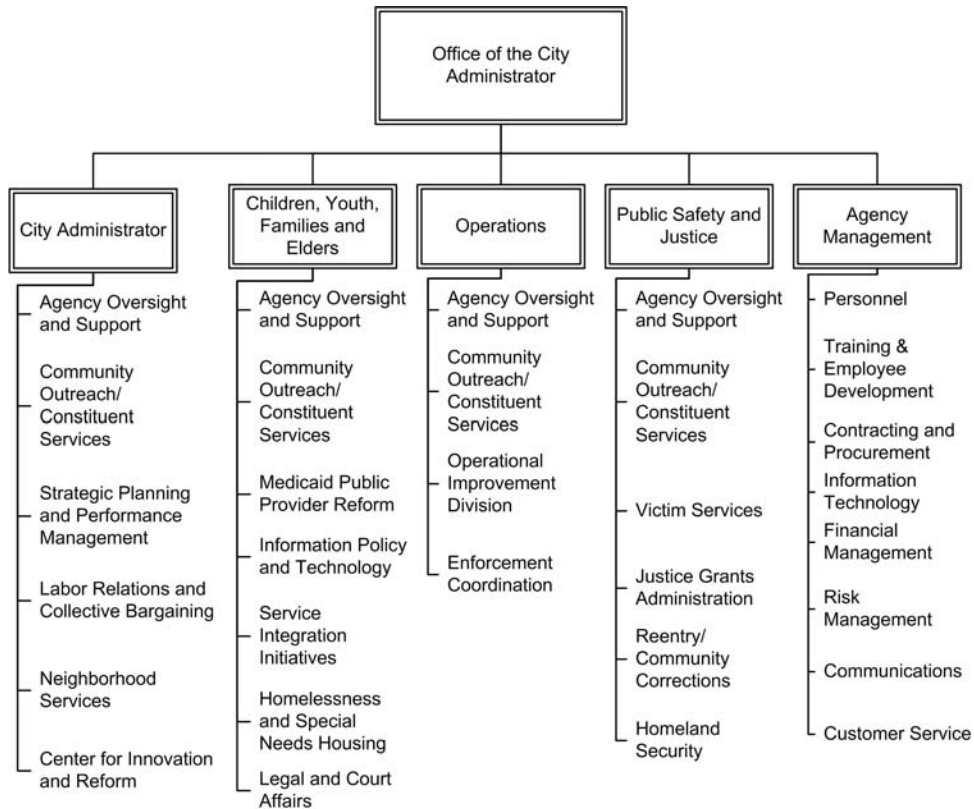 Office of the City
Administrator
City Administrator
Children, Youth,
Families and
Elders
Operations
Public Safety and
Justice
Agency
Management
Agency Oversight
and Support
Community
Outreach/
Constituent
Services
Strategic Planning
and Performance
Management
Labor Relations and
Collective Bargaining
Neighborhood
Services
Center for Innovation
and Reform
Agency Oversight
and Support
Community
Outreach/
Constituent
Services
Medicaid Public
Provider Reform
Information Policy
and Technology
Service
Integration
Initiatives
Homelessness
and Special
Needs Housing
Legal and Court
Affairs
Agency Oversight
and Support
Community
Outreach/
Constituent
Services
Operational
Improvement
Division
Enforcement
Coordination
Agency Oversight
and Support
Community
Outreach/
Constituent
Services
Victim Services
Justice Grants
Administration
Reentry/
Community
Corrections
Homeland
Security
Personnel
Training &
Employee
Development
Contracting and
Procurement
Information
Technology
Financial
Management
Risk
Management
Communications
Customer Service